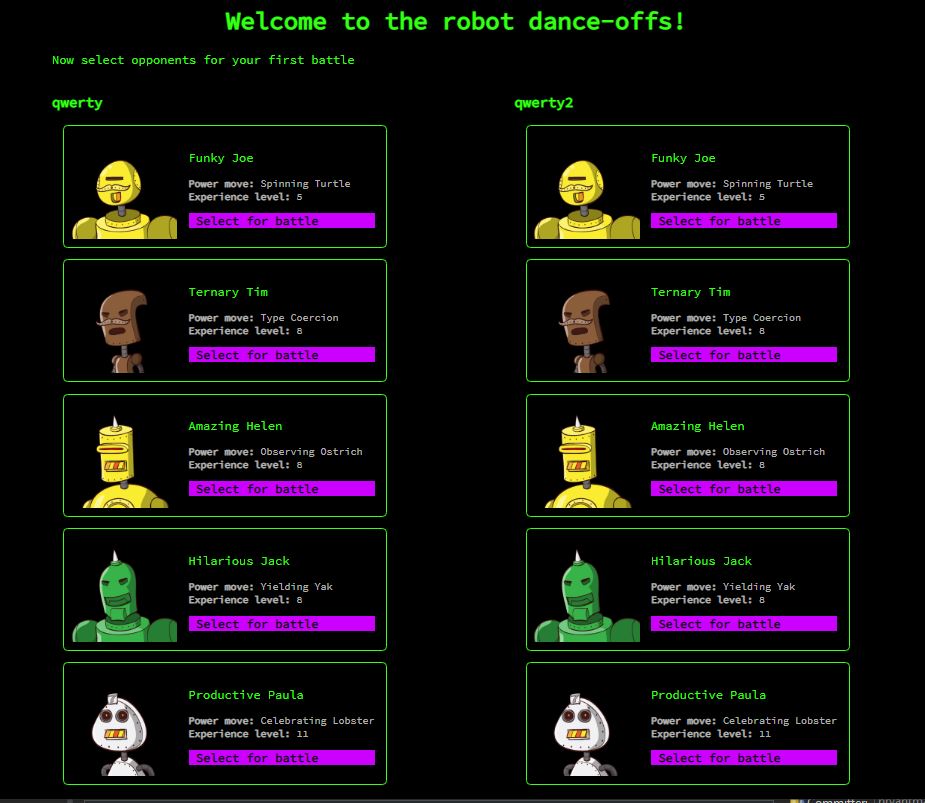 Welcome to the robot dance-offs!
Now select opponents for your first battle
qwerty
Funky Joe
Power move: Spinning Turtle
Experience level: 5
Select for battle
Ternary Tim
Power move: Type Coercion
Experience level: 8
Select for battle
Amazing Helen
Power move: Observing Ostrich
Experience level: 8
Select for battle
Hilarious Jack
Power move: Yielding Yak
Experience level: 8
Select for battle
Productive Paula
Power move: Celebrating Lobster
Experience level: 11
Select for battle
qwerty2
Funky Joe
Power move: Spinning Turtle
Experience level: 5
Select for battle
Ternary Tim
Power move: Type Coercion
Experience level: 8
Select for battle
Amazing Helen
Power move: Observing Ostrich
Experience level: 8
Select for battle
Hilarious Jack
Power move: Yielding Yak
Experience level: 8
Select for battle
Productive Paula
Power move: Celebrating Lobster
Experience level: 11
Select for battle